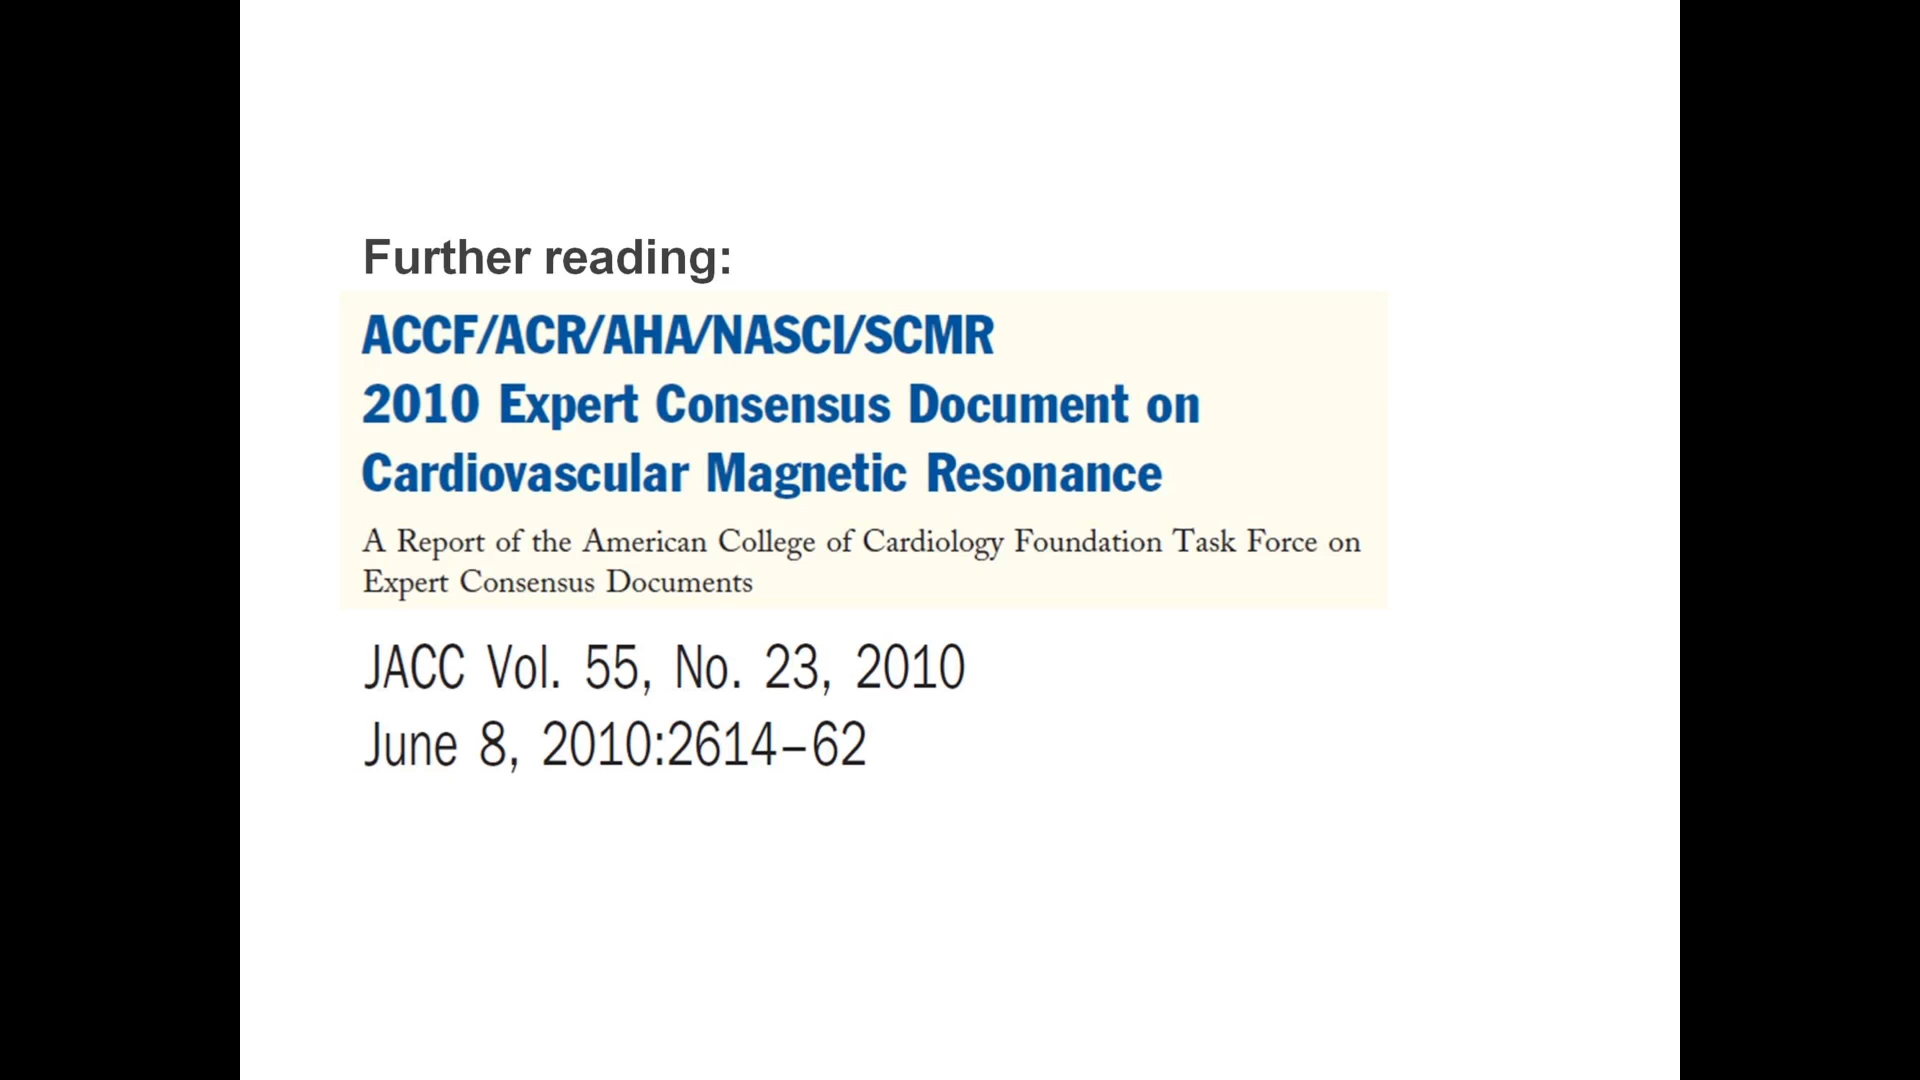 Further reading:
ACCF/ACR/AHA/NASCI/SCMR
2010 Expert Consensus Document on
Cardiovascular Magnetic Resonance
A Report of the American College of Cardiology Foundation Task Force on
Expert Consensus Documents
JACC Vol. 55, No. 23, 2010
June 8, 2010:2614–62